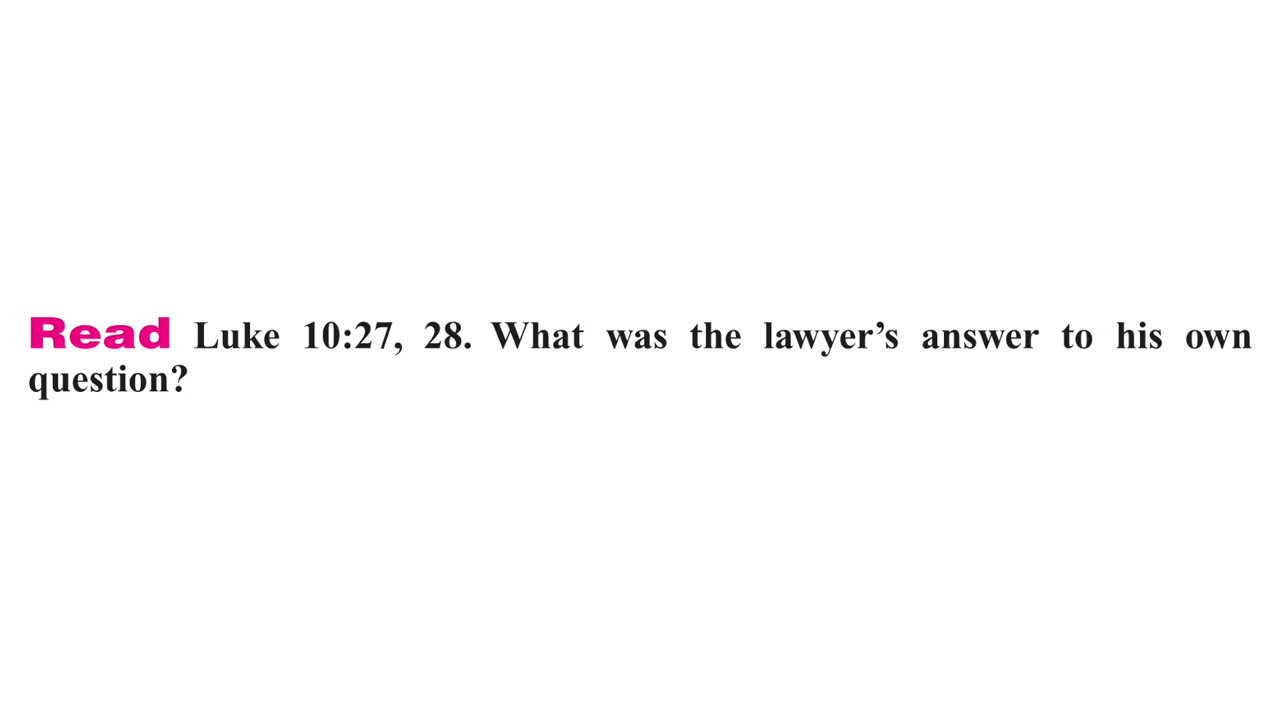 Read Luke 10:27, 28. What was the lawyer’s answer to his own
question?